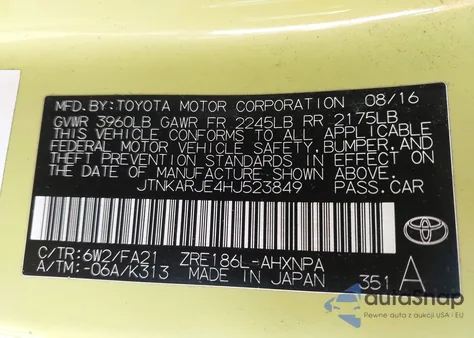 MFD.BY:TOYOTA MOTOR CORPORATION 08/16
GVWR 3960LB GAWR FR 2245LB RR 2175LB
THIS VEHICLE CONFORMS TO ALL APPLICABLE
FEDERAL MOTOR VEHICLE SAFETY,BUMPER,AND
THEFT PREVENTION STANDARDS IN EFFECT ON
THE DATE OF MANUFACTURE SHOWN ABOVE.
JTNKARJE4HJ523849 PASS.CAR
C/TR:6W2/FA21 ZRE186L-AHXNPA
A/TM:-06A/K313 MADE IN JAPAN 351 A
autoSnap
Pewne auta z USA i EU